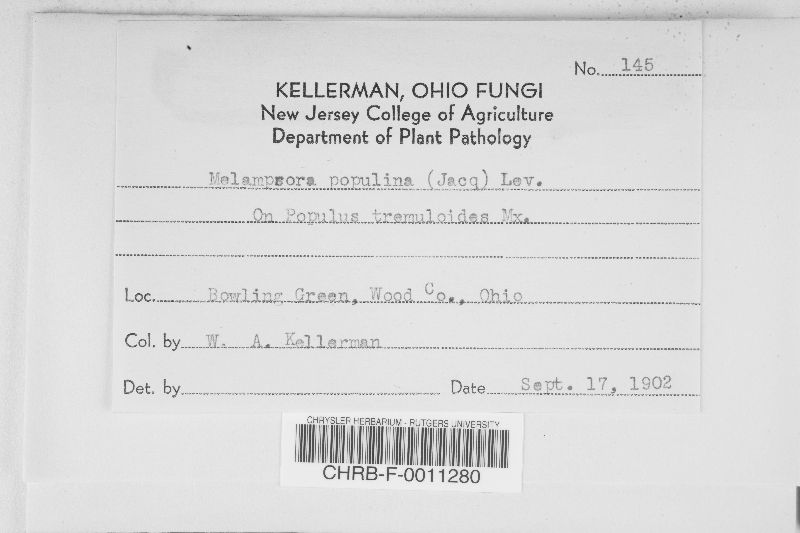 No. 145
KELLERMAN, OHIO FUNGI
New Jersey College of Agriculture
Department of Plant Pathology
Melampsora populina (Jacq) Lev.
On Populus tremuloides Mx.
Loc. Bowling Green, Wood Co., Ohio
Col. by W. A. Kellerman
Det. by
Date Sept. 17, 1902
CHRYSLER HERBARIUM - RUTGERS UNIVERSITY
CHRB-F-0011280